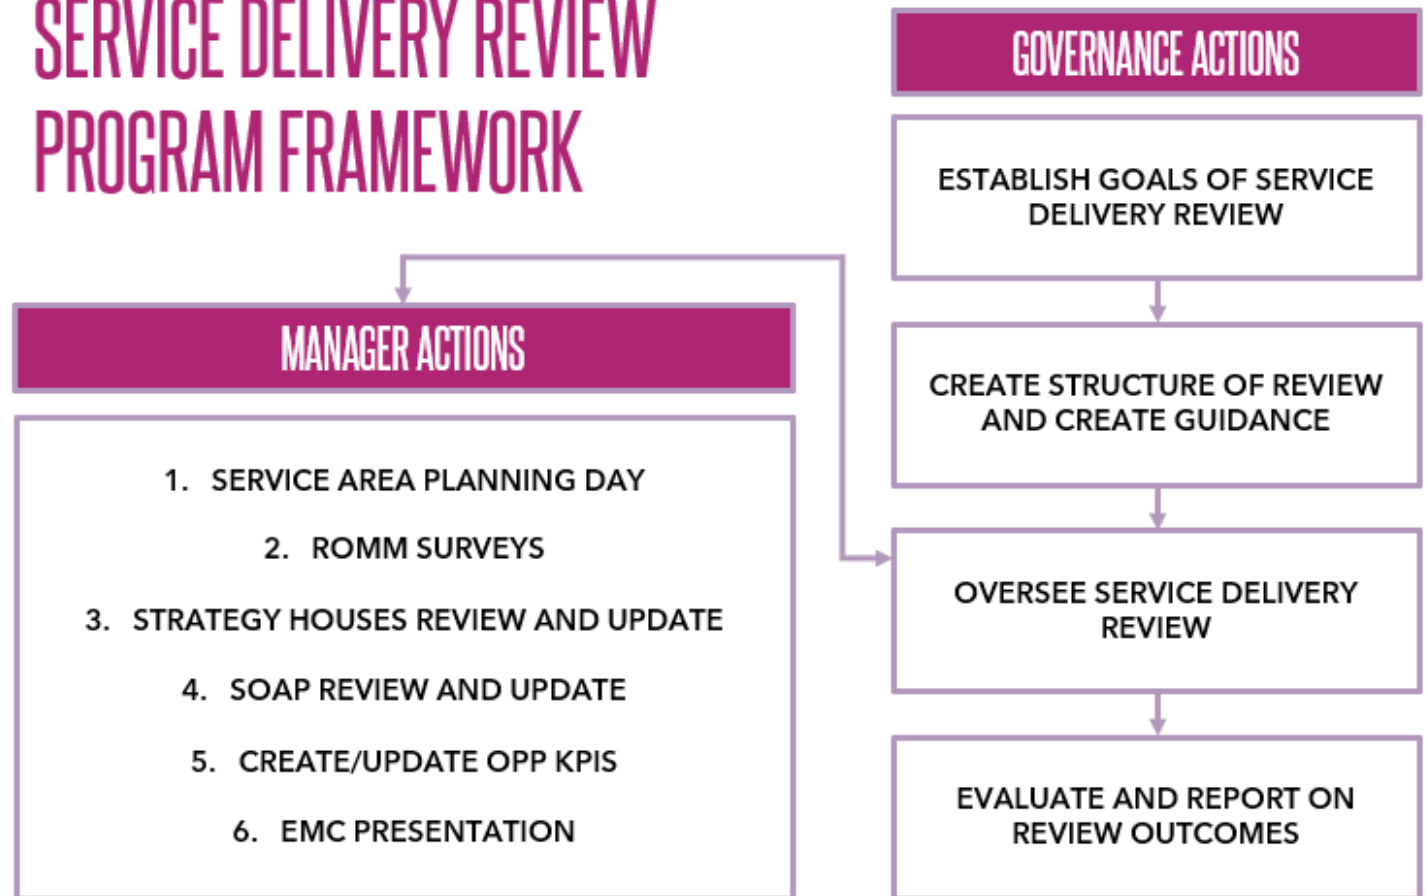 SERVICE DELIVERY REVIEW
PROGRAM FRAMEWORK
MANAGER ACTIONS
1. SERVICE AREA PLANNING DAY
2. ROMM SURVEYS
3. STRATEGY HOUSES REVIEW AND UPDATE
4. SOAP REVIEW AND UPDATE
5. CREATE/UPDATE OPP KPIS
6. EMC PRESENTATION
GOVERNANCE ACTIONS
ESTABLISH GOALS OF SERVICE
DELIVERY REVIEW
CREATE STRUCTURE OF REVIEW
AND CREATE GUIDANCE
OVERSEE SERVICE DELIVERY
REVIEW
EVALUATE AND REPORT ON
REVIEW OUTCOMES